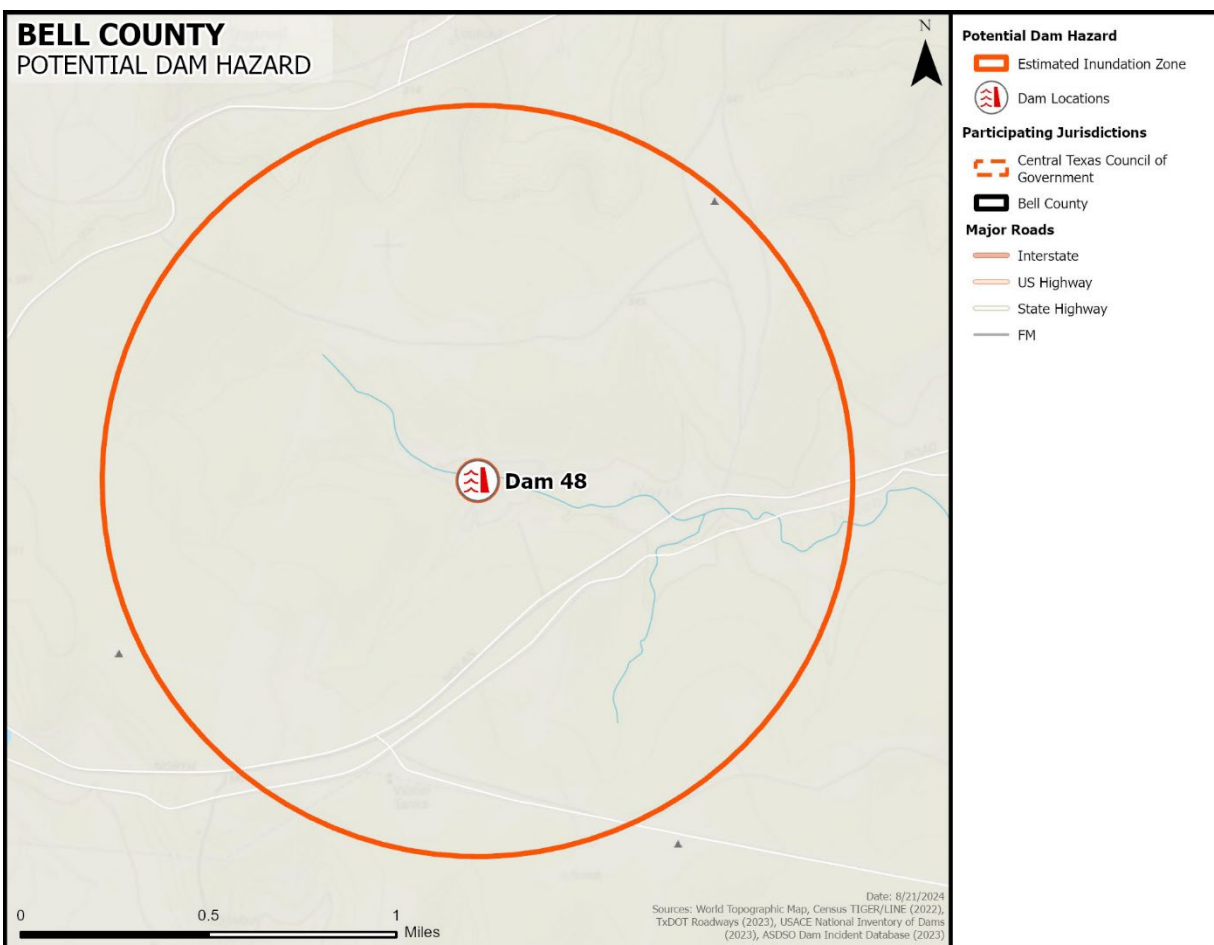 BELL COUNTY
POTENTIAL DAM HAZARD
N
Dam 48
ROAD
NOLAN
0
0.5
1
Miles
Date: 8/21/2024
Sources: World Topographic Map, Census TIGER/LINE (2022),
TxDOT Roadways (2023), USACE National Inventory of Dams
(2023), ASDSO Dam Incident Database (2023)
Potential Dam Hazard
Estimated Inundation Zone
Dam Locations
Participating Jurisdictions
Central Texas Council of
Government
Bell County
Major Roads
Interstate
US Highway
State Highway
FM